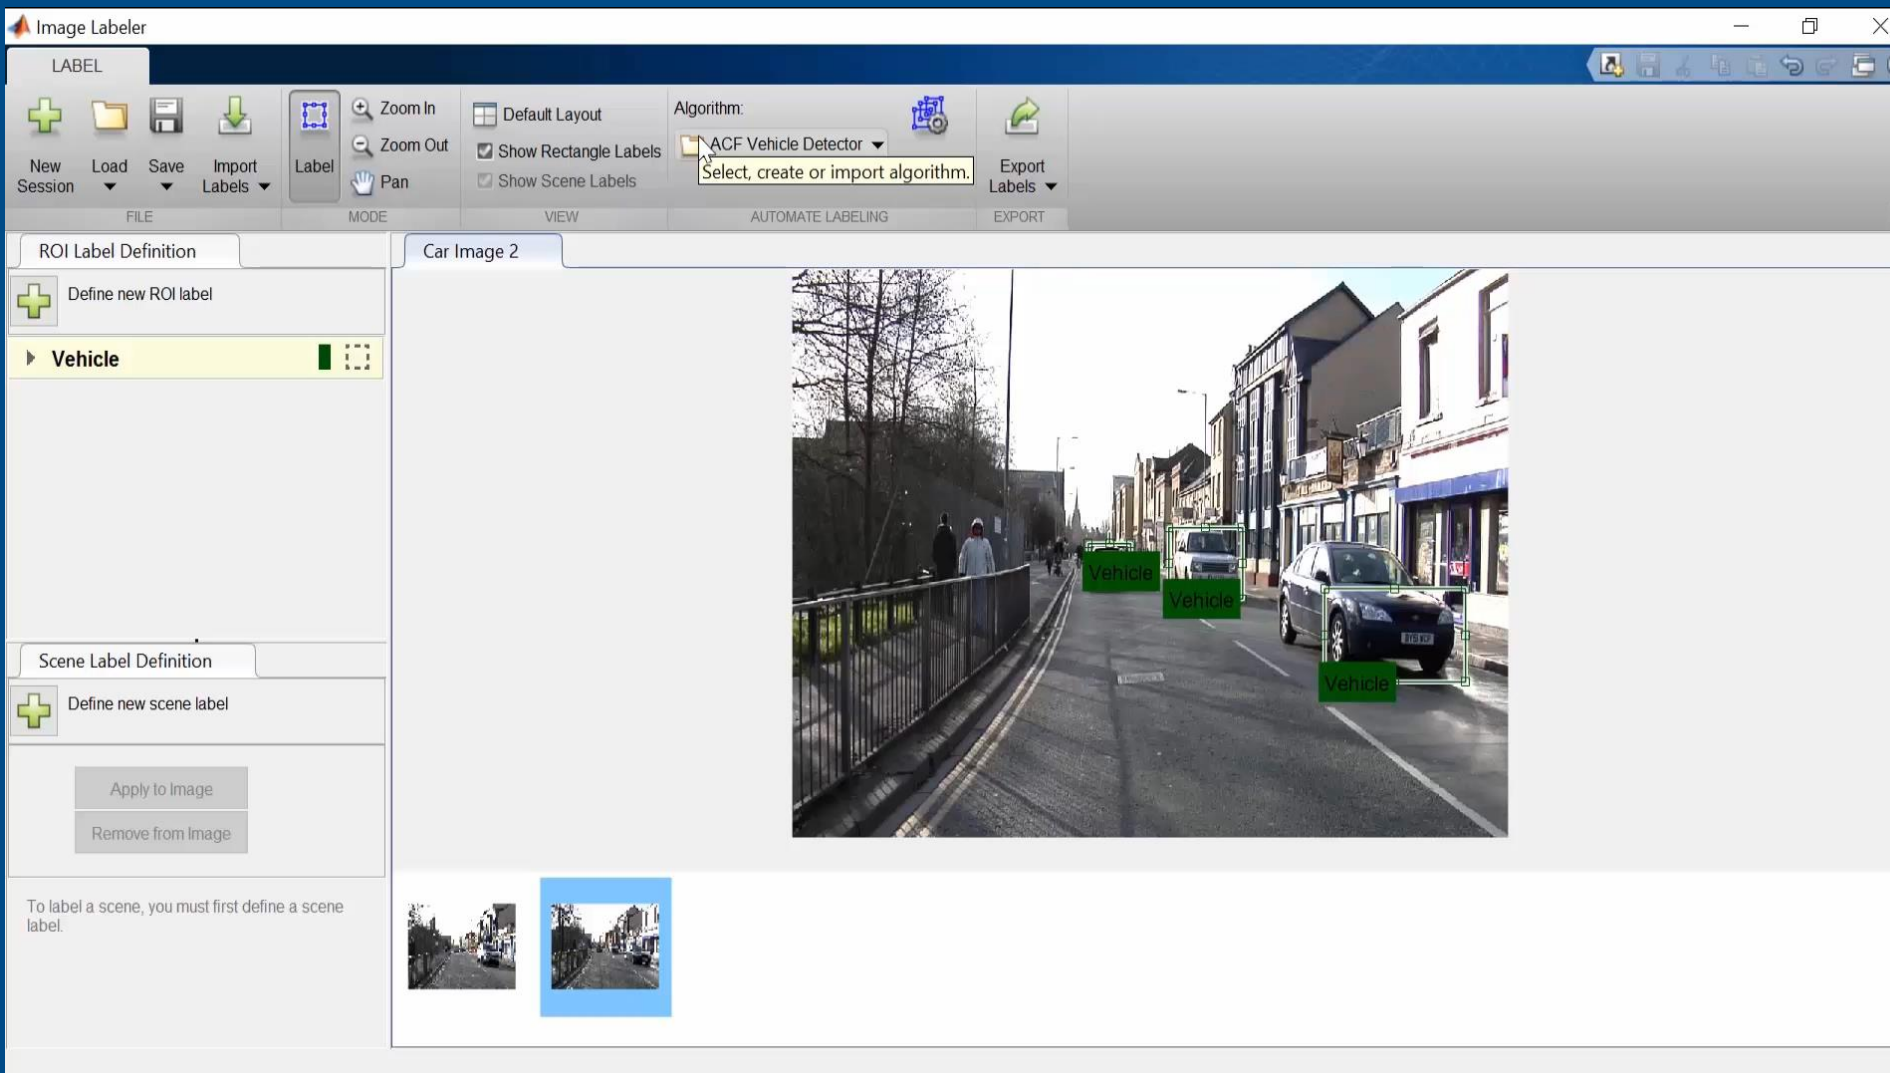 Image Labeler
LABEL
New
Session
Load
Save
Import
Labels
Label
Zoom In
Zoom Out
Pan
Default Layout
Show Rectangle Labels
Show Scene Labels
Algorithm:
ACF Vehicle Detector
Select, create or import algorithm.
Export
Labels
FILE
MODE
VIEW
AUTOMATE LABELING
EXPORT
ROI Label Definition
Define new ROI label
Vehicle
Scene Label Definition
Define new scene label
Apply to Image
Remove from Image
To label a scene, you must first define a scene
label.
Car Image 2
Vehicle
Vehicle
Vehicle